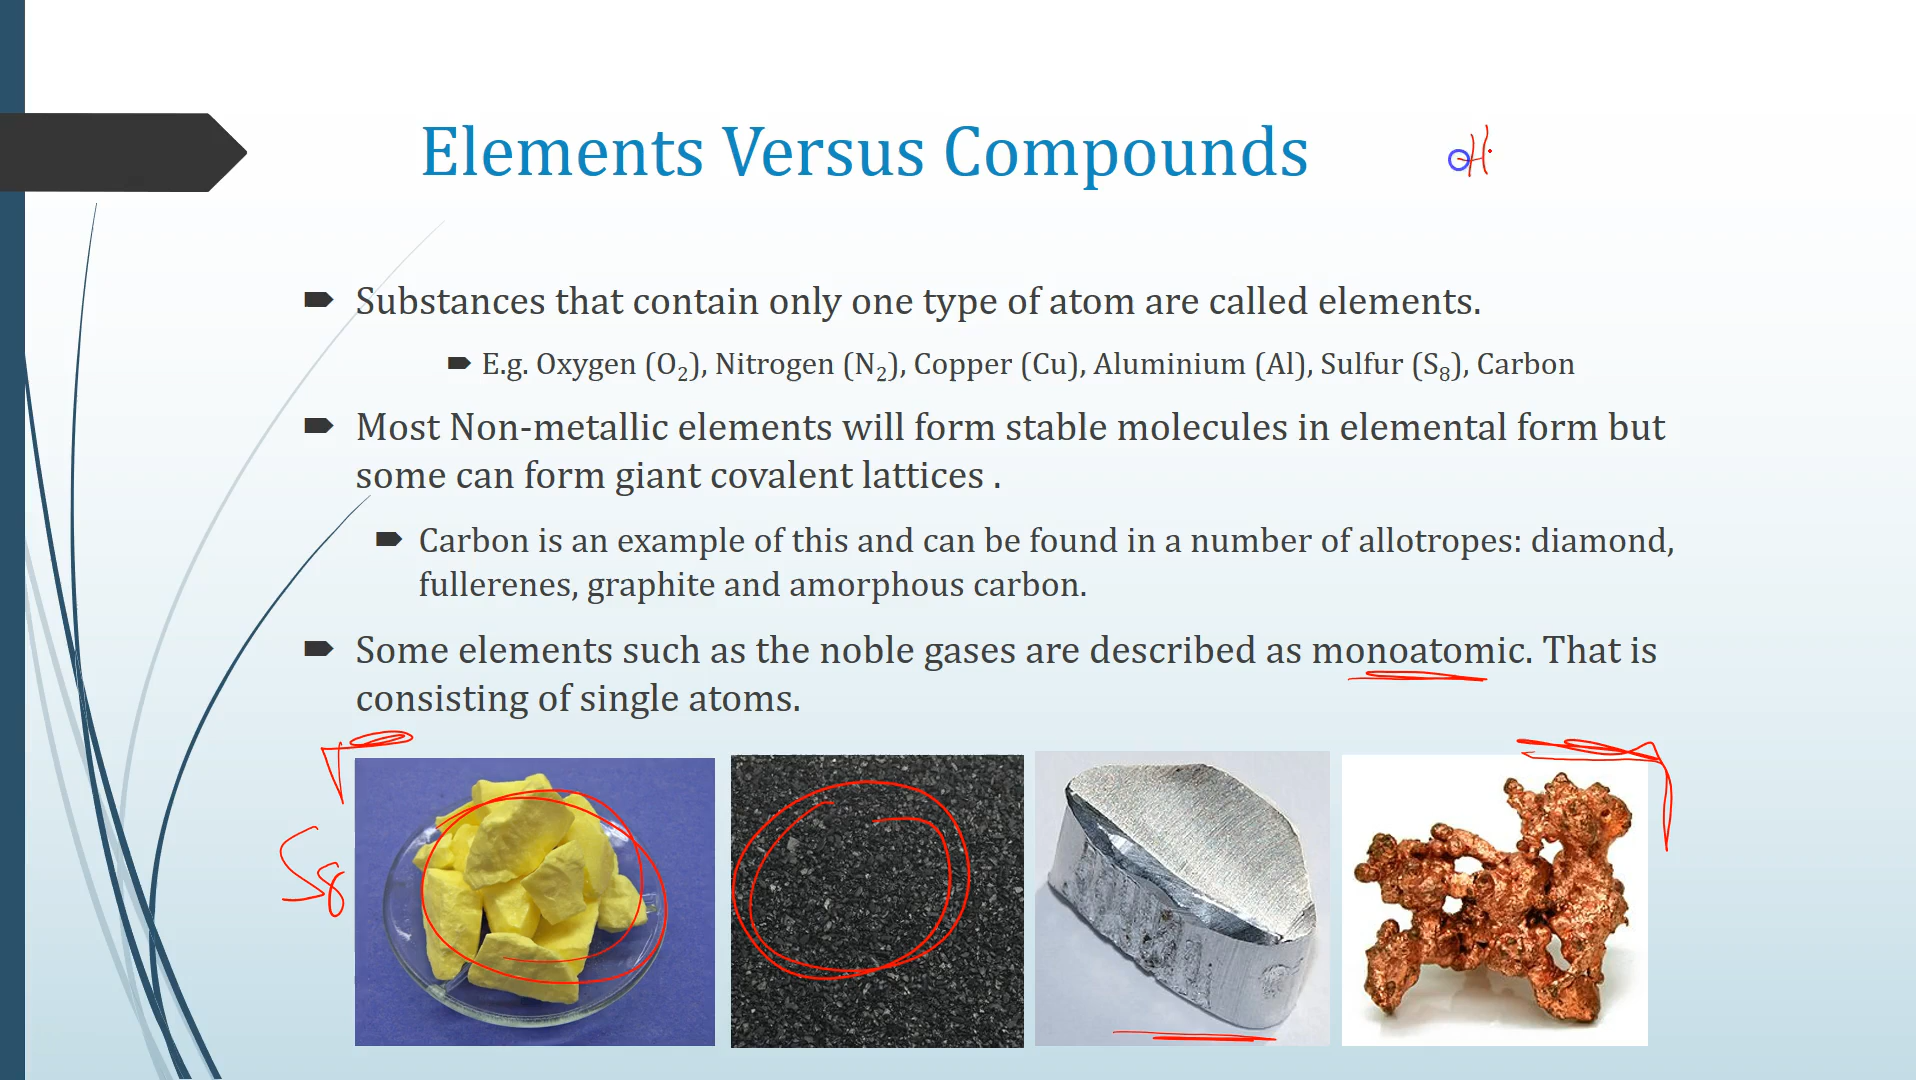 Elements Versus Compounds
H
Substances that contain only one type of atom are called elements.
E.g. Oxygen (O₂), Nitrogen (N₂), Copper (Cu), Aluminium (Al), Sulfur (S₈), Carbon
Most Non-metallic elements will form stable molecules in elemental form but
some can form giant covalent lattices .
Carbon is an example of this and can be found in a number of allotropes: diamond,
fullerenes, graphite and amorphous carbon.
Some elements such as the noble gases are described as monoatomic. That is
consisting of single atoms.
S₈